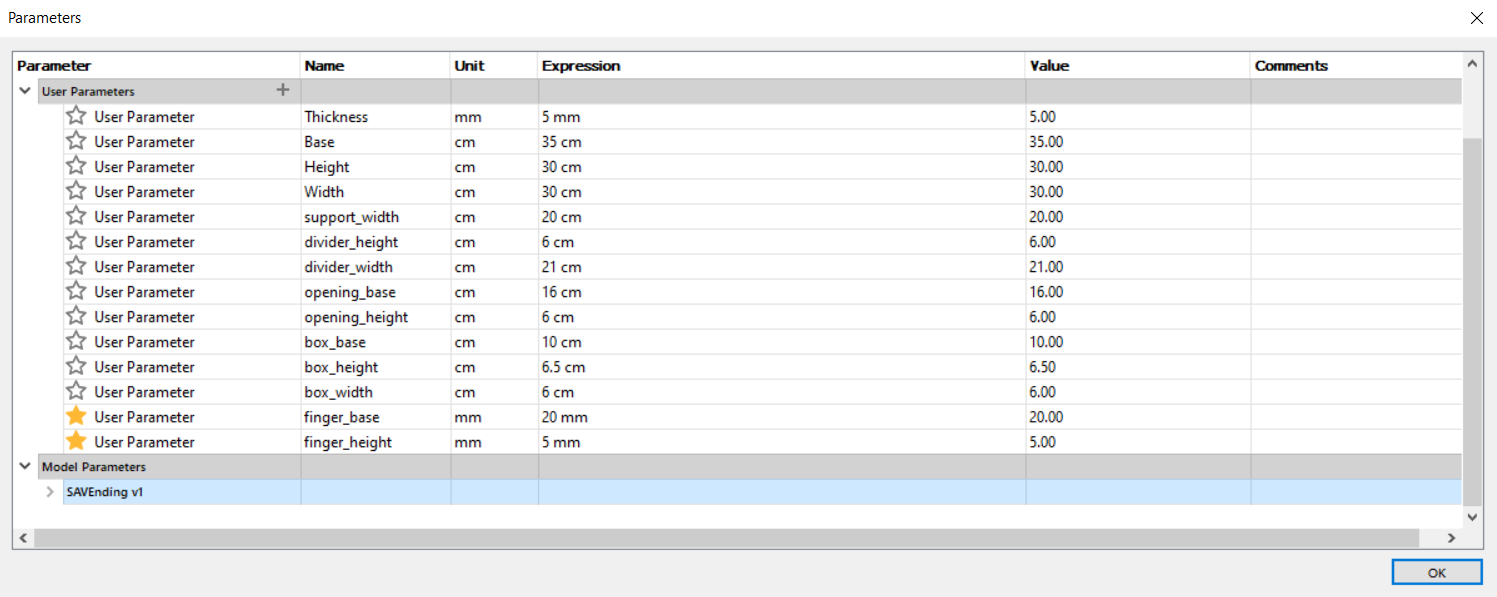 Parameters
Parameter Name Unit Expression Value Comments
User Parameters +
User Parameter Thickness mm 5 mm 5.00
User Parameter Base cm 35 cm 35.00
User Parameter Height cm 30 cm 30.00
User Parameter Width cm 30 cm 30.00
User Parameter support_width cm 20 cm 20.00
User Parameter divider_height cm 6 cm 6.00
User Parameter divider_width cm 21 cm 21.00
User Parameter opening_base cm 16 cm 16.00
User Parameter opening_height cm 6 cm 6.00
User Parameter box_base cm 10 cm 10.00
User Parameter box_height cm 6.5 cm 6.50
User Parameter box_width cm 6 cm 6.00
User Parameter finger_base mm 20 mm 20.00
User Parameter finger_height mm 5 mm 5.00
Model Parameters
SAVEnding v1
OK